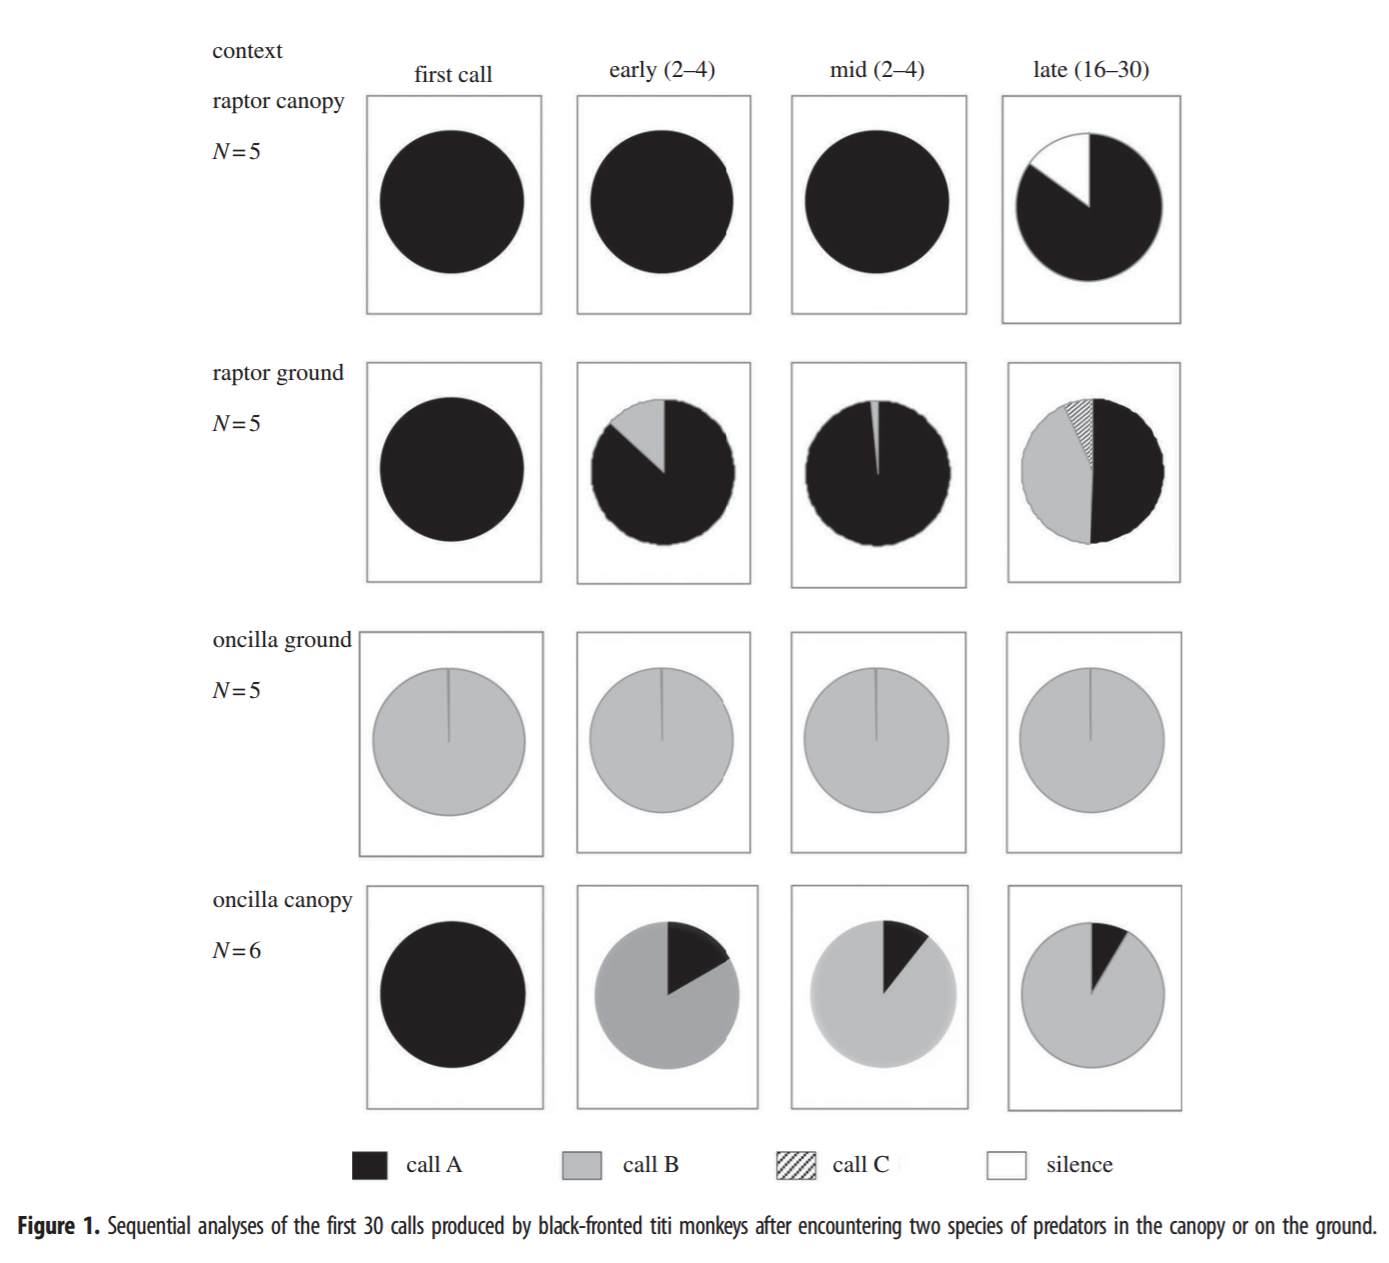 context
first call
early (2–4)
mid (2–4)
late (16–30)
raptor canopy
N=5
raptor ground
N=5
oncilla ground
N=5
oncilla canopy
N=6
call A
call B
call C
silence
Figure 1. Sequential analyses of the first 30 calls produced by black-fronted titi monkeys after encountering two species of predators in the canopy or on the ground.